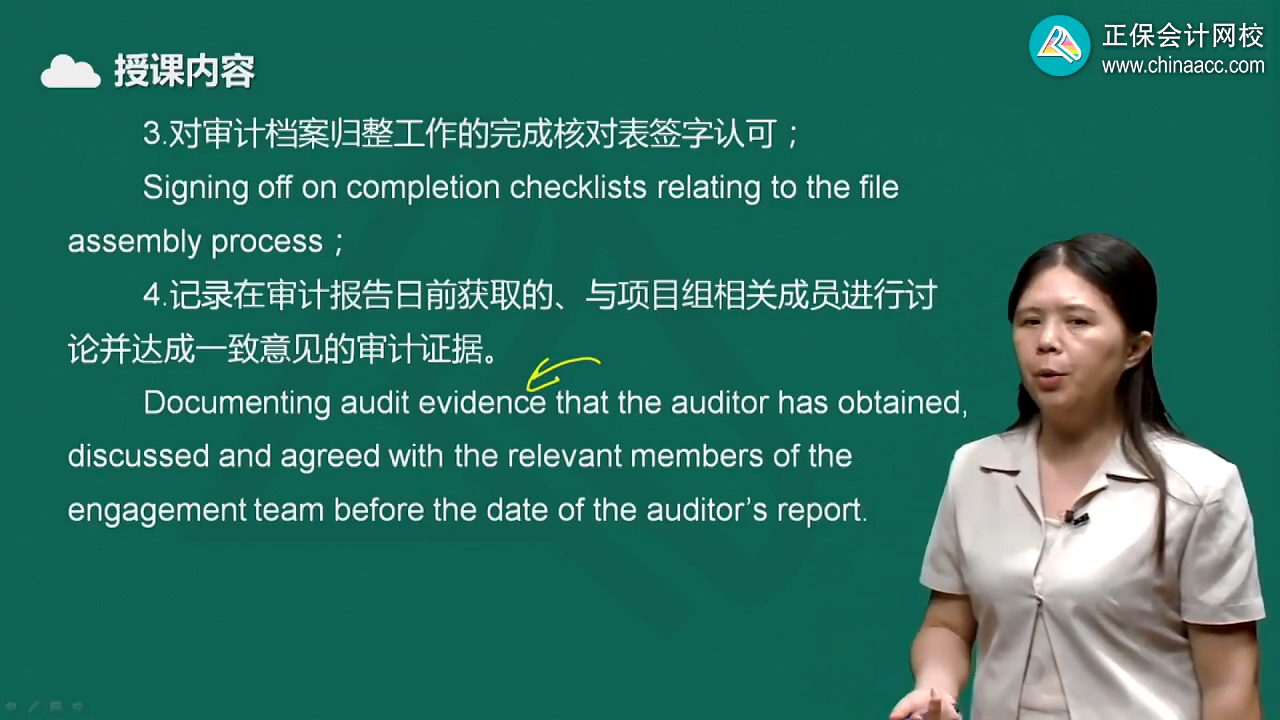 授课内容
正保会计网校
www.chinaacc.com
3.对审计档案归整工作的完成核对表签字认可；
Signing off on completion checklists relating to the file
assembly process；
4.记录在审计报告日前获取的、与项目组相关成员进行讨
论并达成一致意见的审计证据。
Documenting audit evidence that the auditor has obtained,
discussed and agreed with the relevant members of the
engagement team before the date of the auditor’s report.